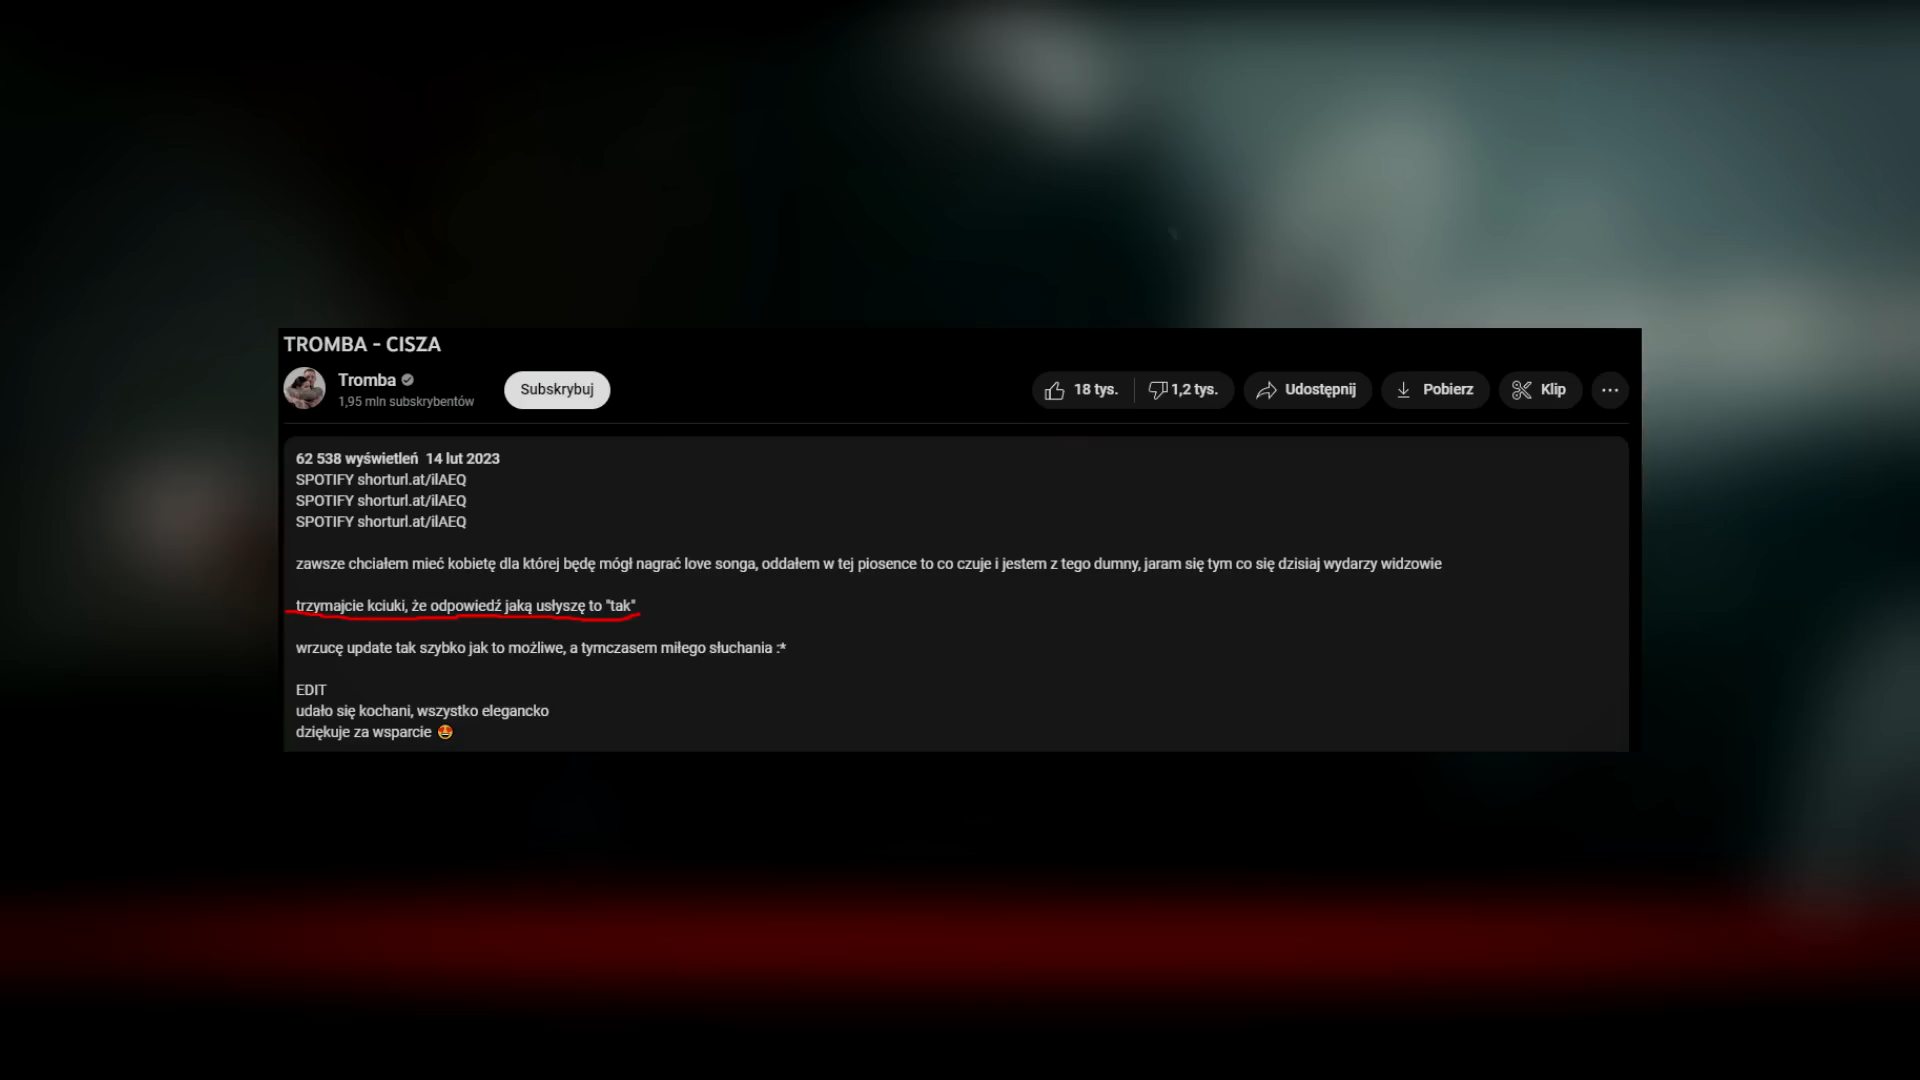 TROMBA - CISZA
Tromba
1,95 mln subskrybentów
Subskrybuj
18 tys.
1,2 tys.
Udostępnij
Pobierz
Klip
62 538 wyświetleń 14 lut 2023
SPOTIFY shorturl.at/ilAEQ
SPOTIFY shorturl.at/ilAEQ
SPOTIFY shorturl.at/ilAEQ
zawsze chciałem mieć kobietę dla której będę mógł nagrać love songa, oddałem w tej piosence to co czuje i jestem z tego dumny, jaram się tym co się dzisiaj wydarzy widzowie
trzymajcie kciuki, że odpowiedź jaką usłyszę to "tak"
wrzucę update tak szybko jak to możliwe, a tymczasem miłego słuchania :*
EDIT
udało się kochani, wszystko elegancko
dziękuje za wsparcie 🤩